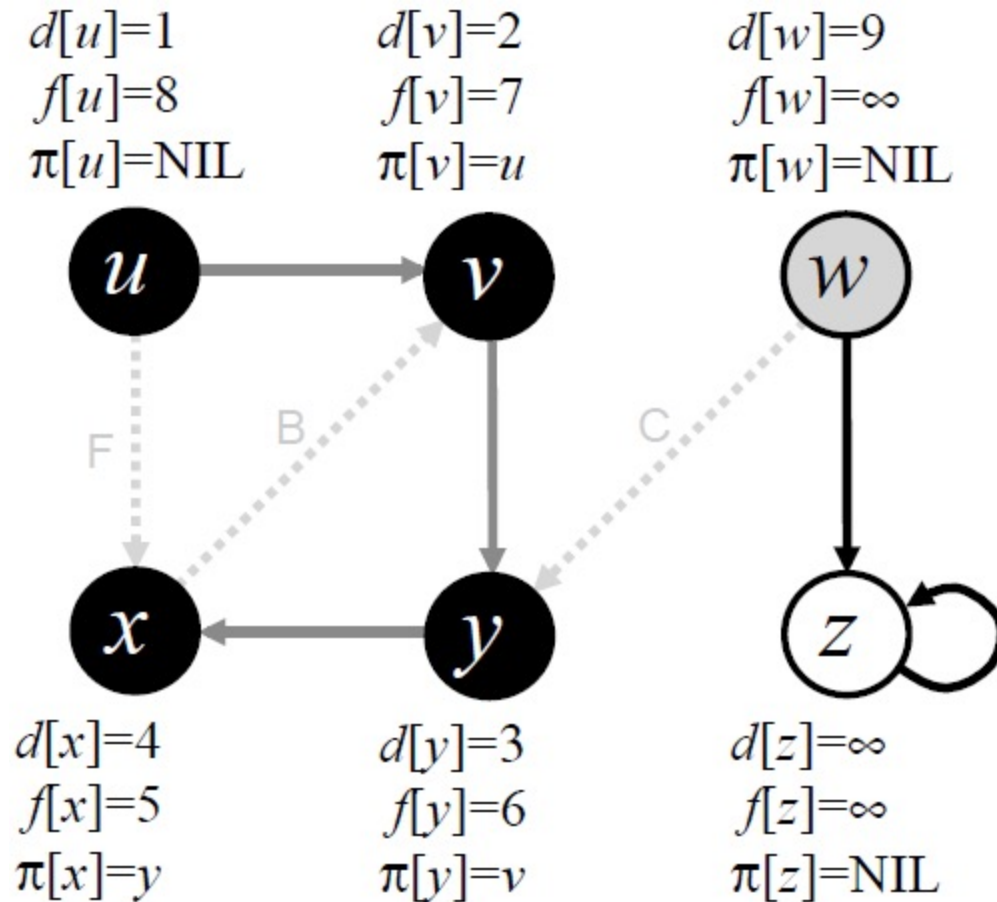 d[u]=1 d[v]=2 d[w]=9
f[u]=8 f[v]=7 f[w]=∞
π[u]=NIL π[v]=u π[w]=NIL
u v w
F B C
x y z
d[x]=4 d[y]=3 d[z]=∞
f[x]=5 f[y]=6 f[z]=∞
π[x]=y π[y]=v π[z]=NIL